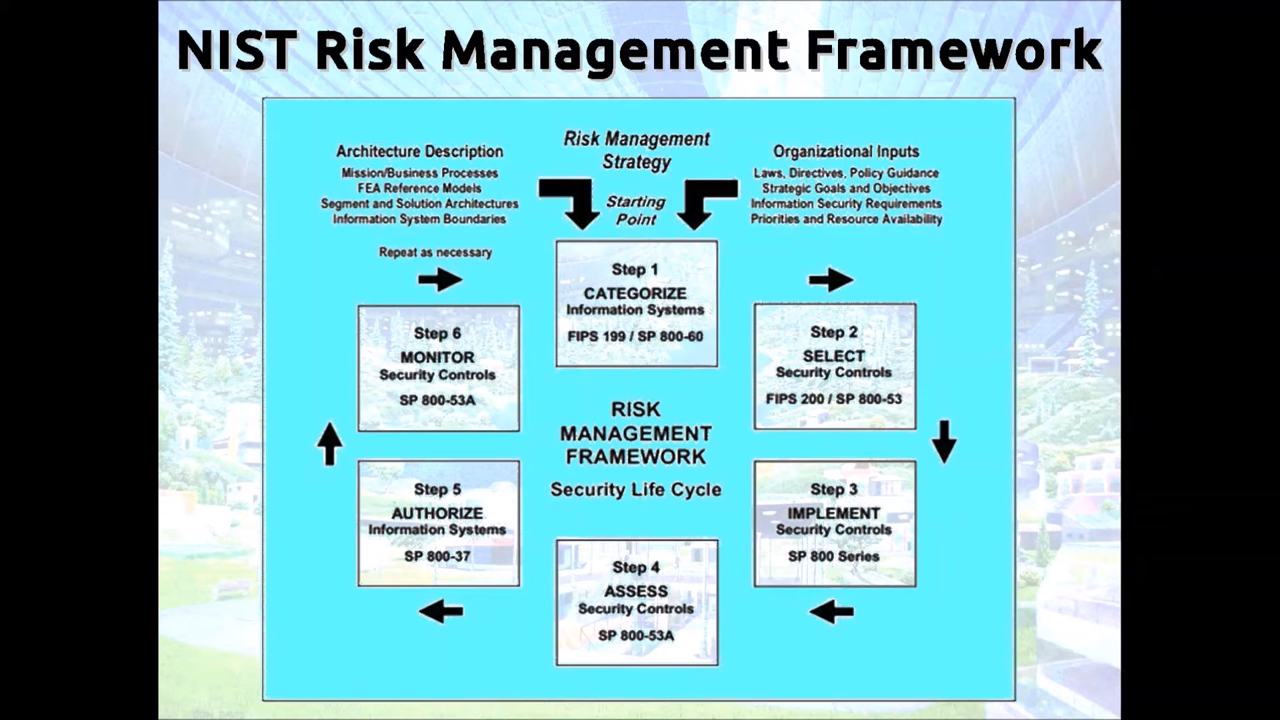 NIST Risk Management Framework
Architecture Description
Mission/Business Processes
FEA Reference Models
Segment and Solution Architectures
Information System Boundaries
Risk Management
Strategy
Starting
Point
Organizational Inputs
Laws, Directives, Policy Guidance
Strategic Goals and Objectives
Information Security Requirements
Priorities and Resource Availability
Repeat as necessary
Step 1
CATEGORIZE
Information Systems
FIPS 199 / SP 800-60
Step 2
SELECT
Security Controls
FIPS 200 / SP 800-53
Step 3
IMPLEMENT
Security Controls
SP 800 Series
Step 4
ASSESS
Security Controls
SP 800-53A
Step 5
AUTHORIZE
Information Systems
SP 800-37
Step 6
MONITOR
Security Controls
SP 800-53A
RISK
MANAGEMENT
FRAMEWORK
Security Life Cycle